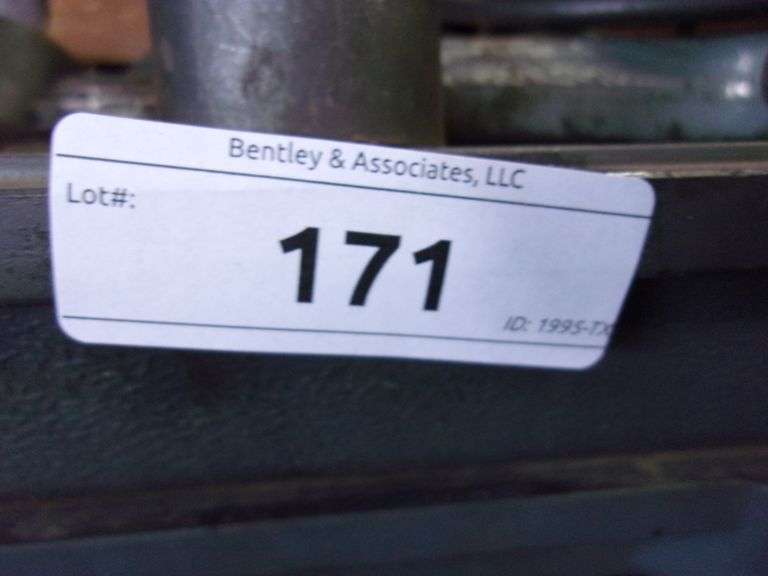 Bentley & Associates, LLC
Lot#:
171
ID: 1995-TX